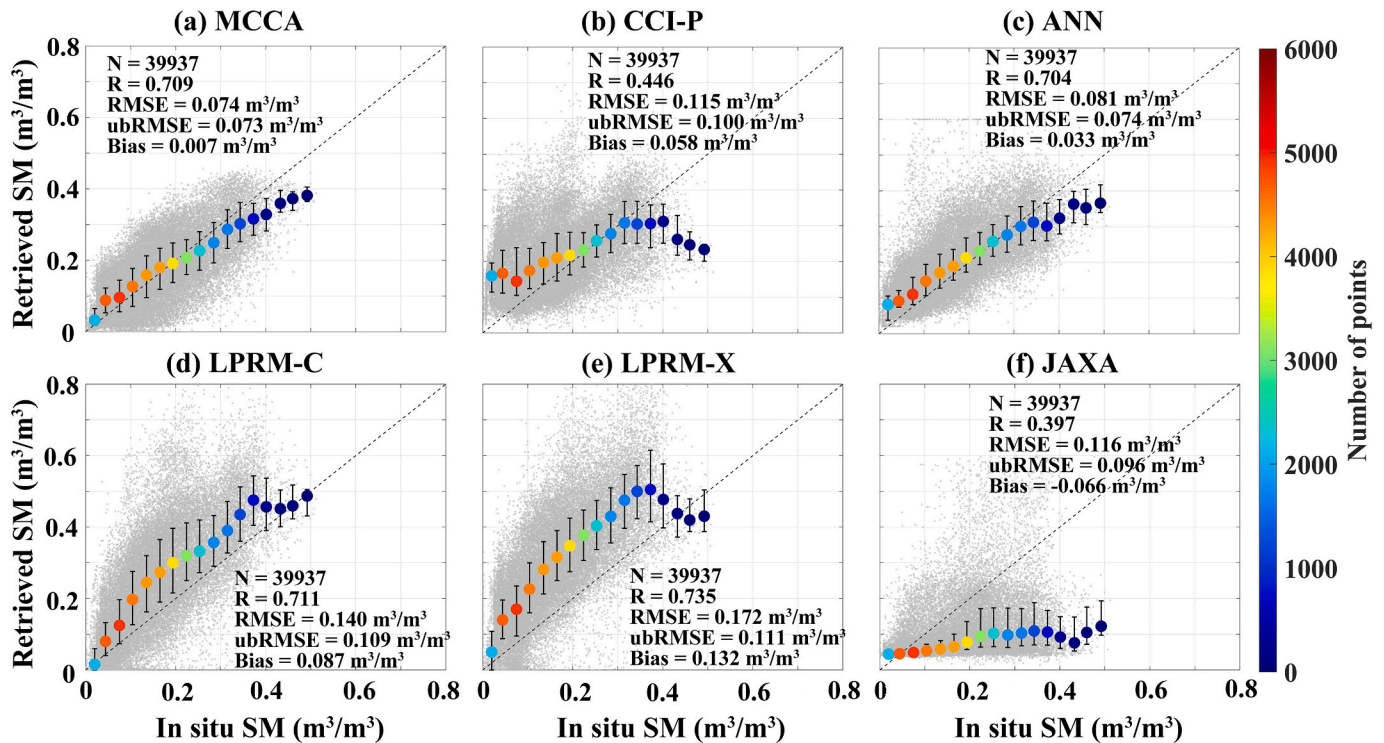 (a) MCCA
(b) CCI-P
(c) ANN
Retrieved SM (m³/m³)
0.8
0.6
0.4
0.2
0
N = 39937
R = 0.709
RMSE = 0.074 m³/m³
ubRMSE = 0.073 m³/m³
Bias = 0.007 m³/m³
N = 39937
R = 0.446
RMSE = 0.115 m³/m³
ubRMSE = 0.100 m³/m³
Bias = 0.058 m³/m³
N = 39937
R = 0.704
RMSE = 0.081 m³/m³
ubRMSE = 0.074 m³/m³
Bias = 0.033 m³/m³
(d) LPRM-C
(e) LPRM-X
(f) JAXA
Retrieved SM (m³/m³)
0.8
0.6
0.4
0.2
0
N = 39937
R = 0.711
RMSE = 0.140 m³/m³
ubRMSE = 0.109 m³/m³
Bias = 0.087 m³/m³
N = 39937
R = 0.735
RMSE = 0.172 m³/m³
ubRMSE = 0.111 m³/m³
Bias = 0.132 m³/m³
N = 39937
R = 0.397
RMSE = 0.116 m³/m³
ubRMSE = 0.096 m³/m³
Bias = -0.066 m³/m³
0 0.2 0.4 0.6 0.8
0 0.2 0.4 0.6 0.8
0 0.2 0.4 0.6 0.8
In situ SM (m³/m³)
In situ SM (m³/m³)
In situ SM (m³/m³)
6000
5000
4000
3000
2000
1000
0
Number of points